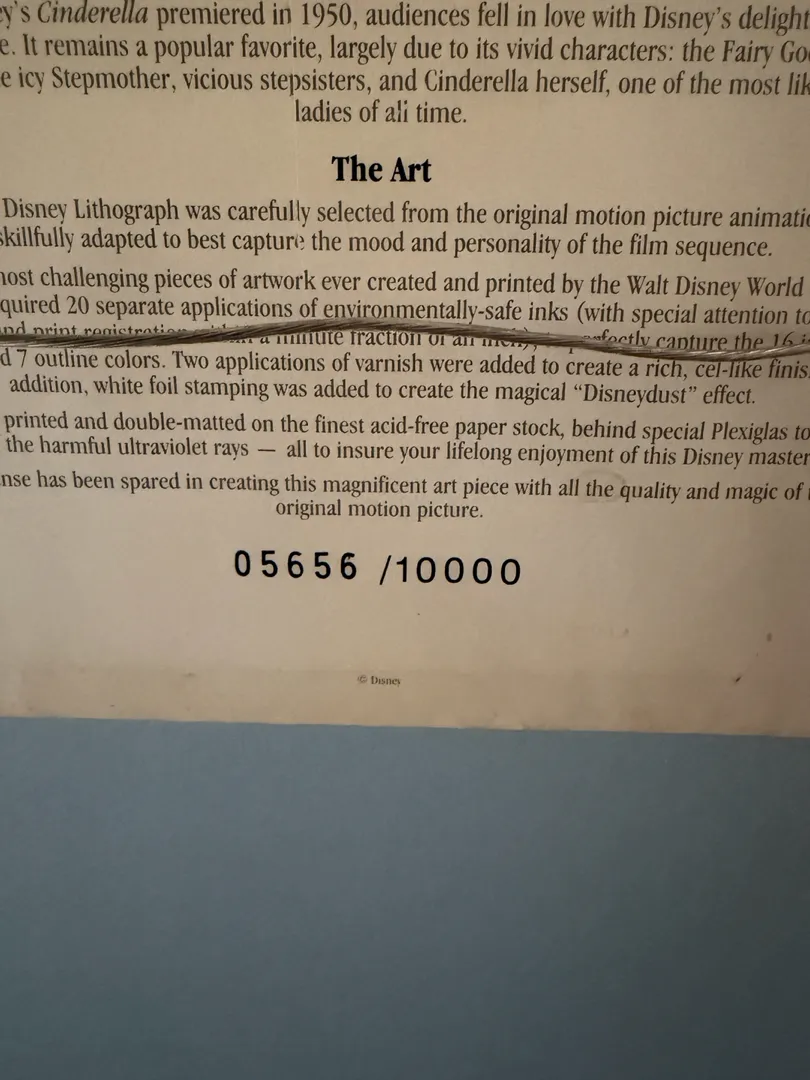 y's Cinderella premiered in 1950, audiences fell in love with Disney's delight
e. It remains a popular favorite, largely due to its vivid characters: the Fairy Go
e icy Stepmother, vicious stepsisters, and Cinderella herself, one of the most lik
ladies of all time.
The Art
Disney Lithograph was carefully selected from the original motion picture animatio
skillfully adapted to best capture the mood and personality of the film sequence.
nost challenging pieces of artwork ever created and printed by the Walt Disney World
quired 20 separate applications of environmentally-safe inks (with special attention to
nd print registration a minute fraction of an inch), capture the 16
d 7 outline colors. Two applications of varnish were added to create a rich, cel-like finis
addition, white foil stamping was added to create the magical “Disneydust” effect.
printed and double-matted on the finest acid-free paper stock, behind special Plexiglas to
the harmful ultraviolet rays — all to insure your lifelong enjoyment of this Disney master
nse has been spared in creating this magnificent art piece with all the quality and magic of
original motion picture.
05656 /10000
© Disney